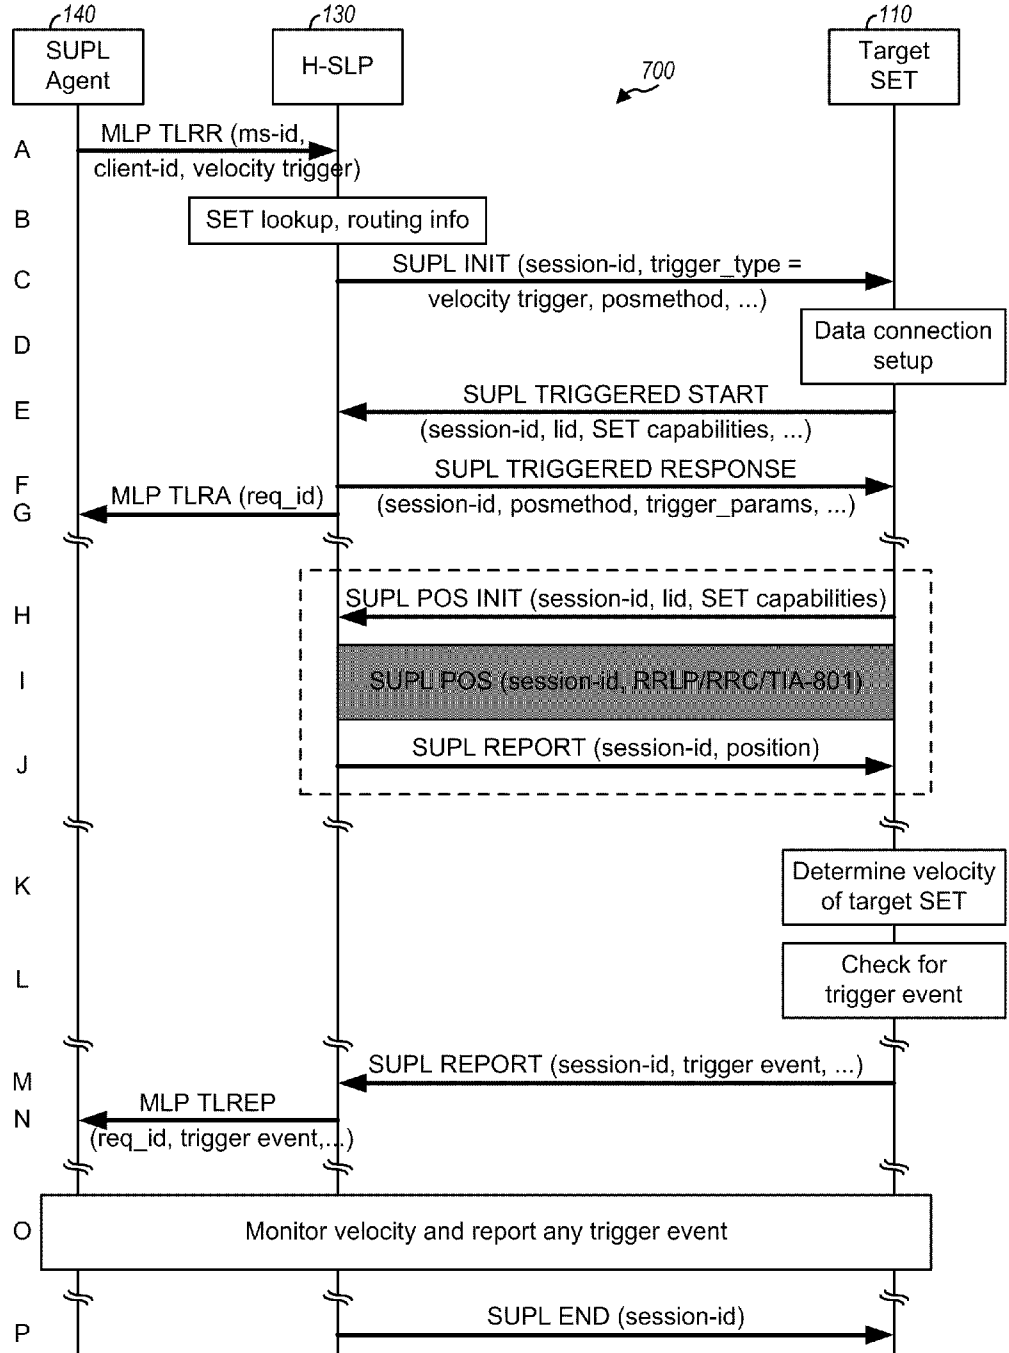 140
130
110
SUPL
Agent
H-SLP
Target
SET
700
A
MLP TLRR (ms-id,
client-id, velocity trigger)
B
SET lookup, routing info
C
SUPL INIT (session-id, trigger_type =
velocity trigger, posmethod, ...)
D
Data connection
setup
E
SUPL TRIGGERED START
(session-id, lid, SET capabilities, ...)
F
SUPL TRIGGERED RESPONSE
(session-id, posmethod, trigger_params, ...)
G
MLP TLRA (req_id)
H
SUPL POS INIT (session-id, lid, SET capabilities)
I
SUPL POS (session-id, RRLP/RRC/TIA-801)
J
SUPL REPORT (session-id, position)
K
Determine velocity
of target SET
L
Check for
trigger event
M
SUPL REPORT (session-id, trigger event, ...)
N
MLP TLREP
(req_id, trigger event,...)
O
Monitor velocity and report any trigger event
P
SUPL END (session-id)